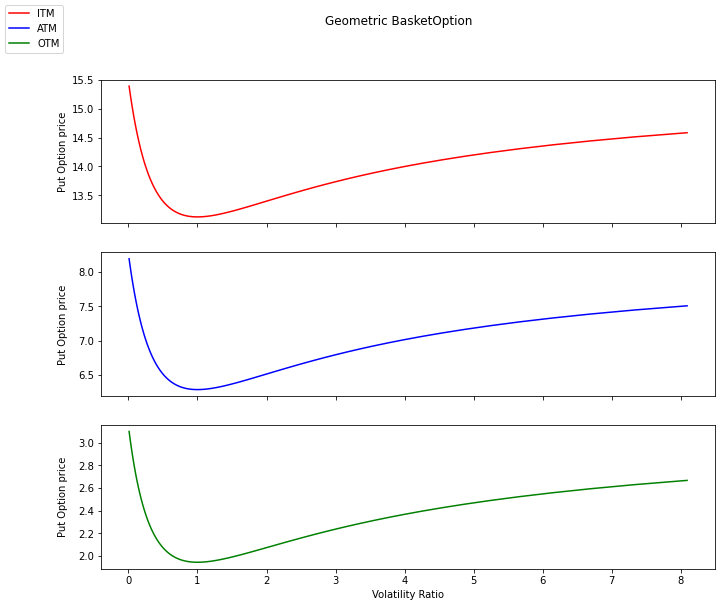 ITM
ATM
OTM
Geometric BasketOption
15.5
15.0
14.5
14.0
13.5
Put Option price
8.0
7.5
7.0
6.5
Put Option price
3.0
2.8
2.6
2.4
2.2
2.0
Put Option price
0 1 2 3 4 5 6 7 8
Volatility Ratio